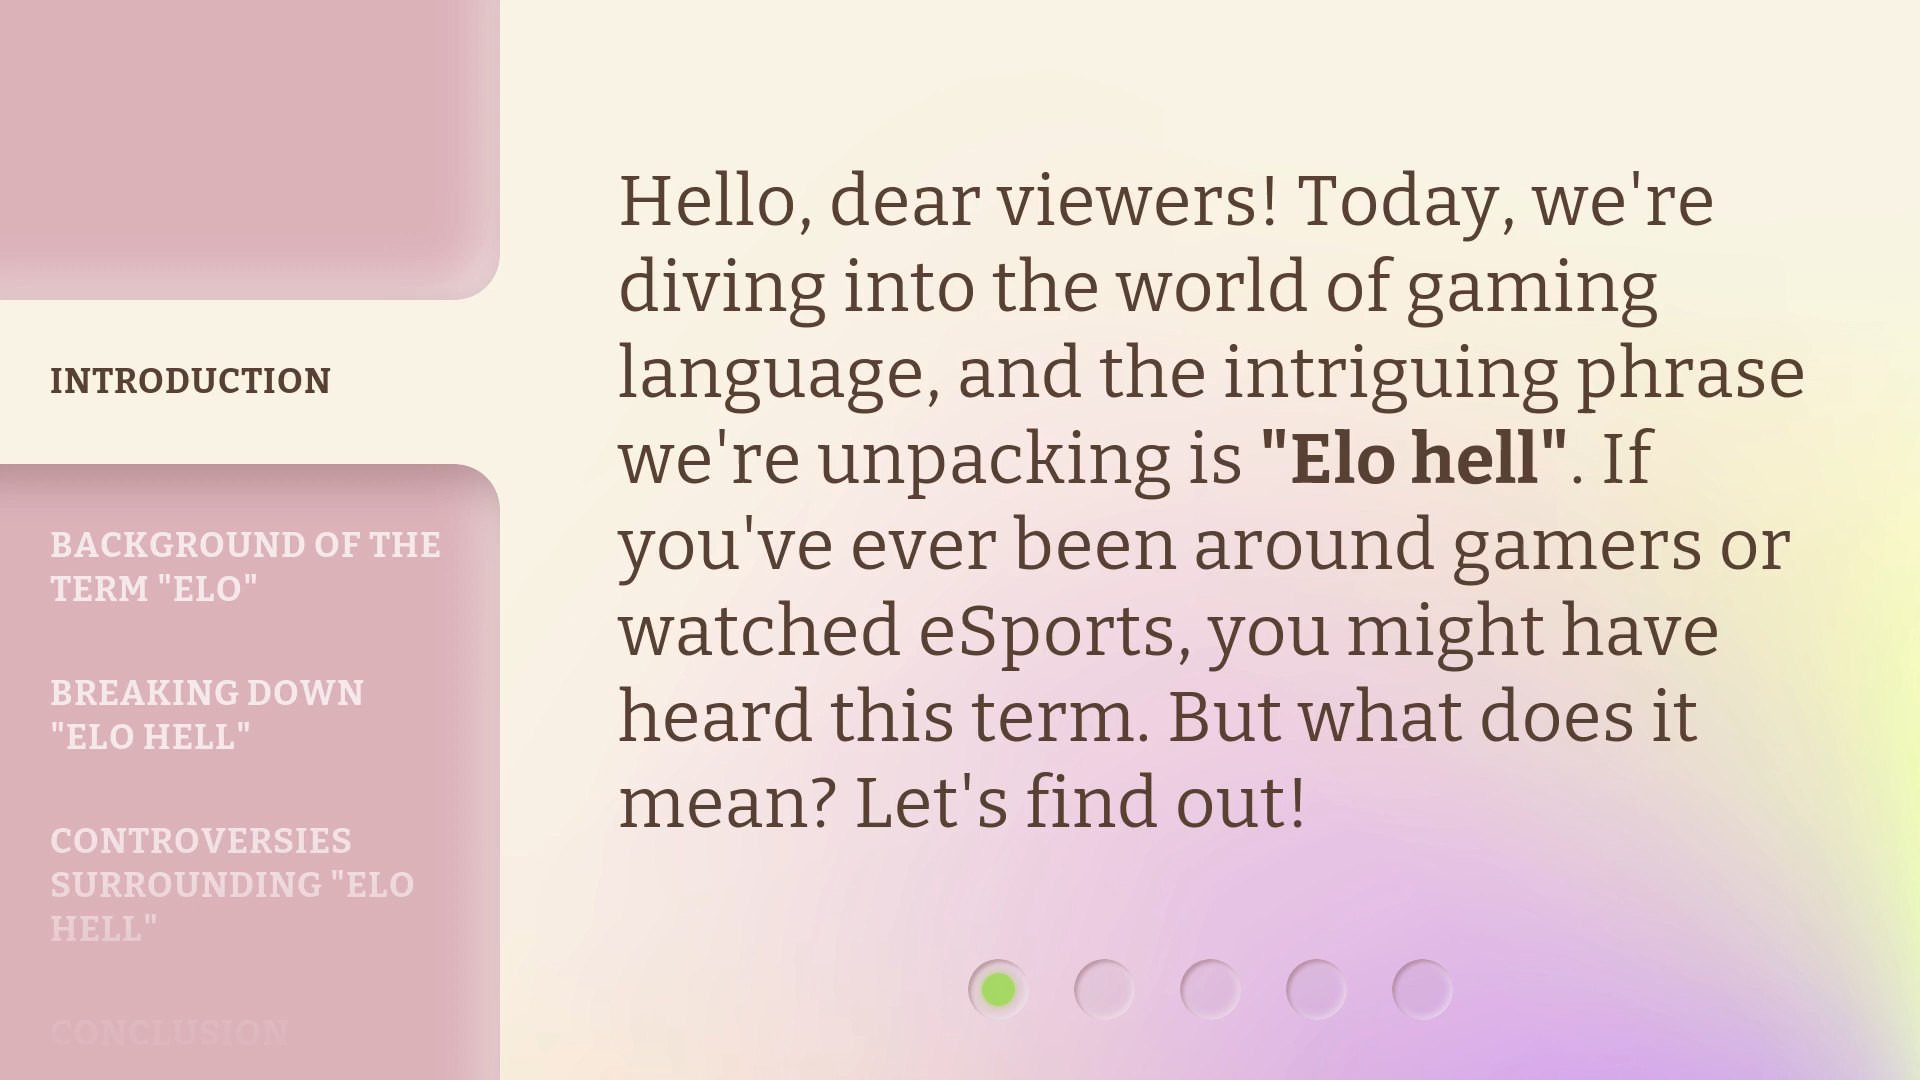 INTRODUCTION
BACKGROUND OF THE
TERM "ELO"
BREAKING DOWN
"ELO HELL"
CONTROVERSIES
SURROUNDING "ELO
HELL"
CONCLUSION
Hello, dear viewers! Today, we're
diving into the world of gaming
language, and the intriguing phrase
we're unpacking is "Elo hell". If
you've ever been around gamers or
watched eSports, you might have
heard this term. But what does it
mean? Let's find out!